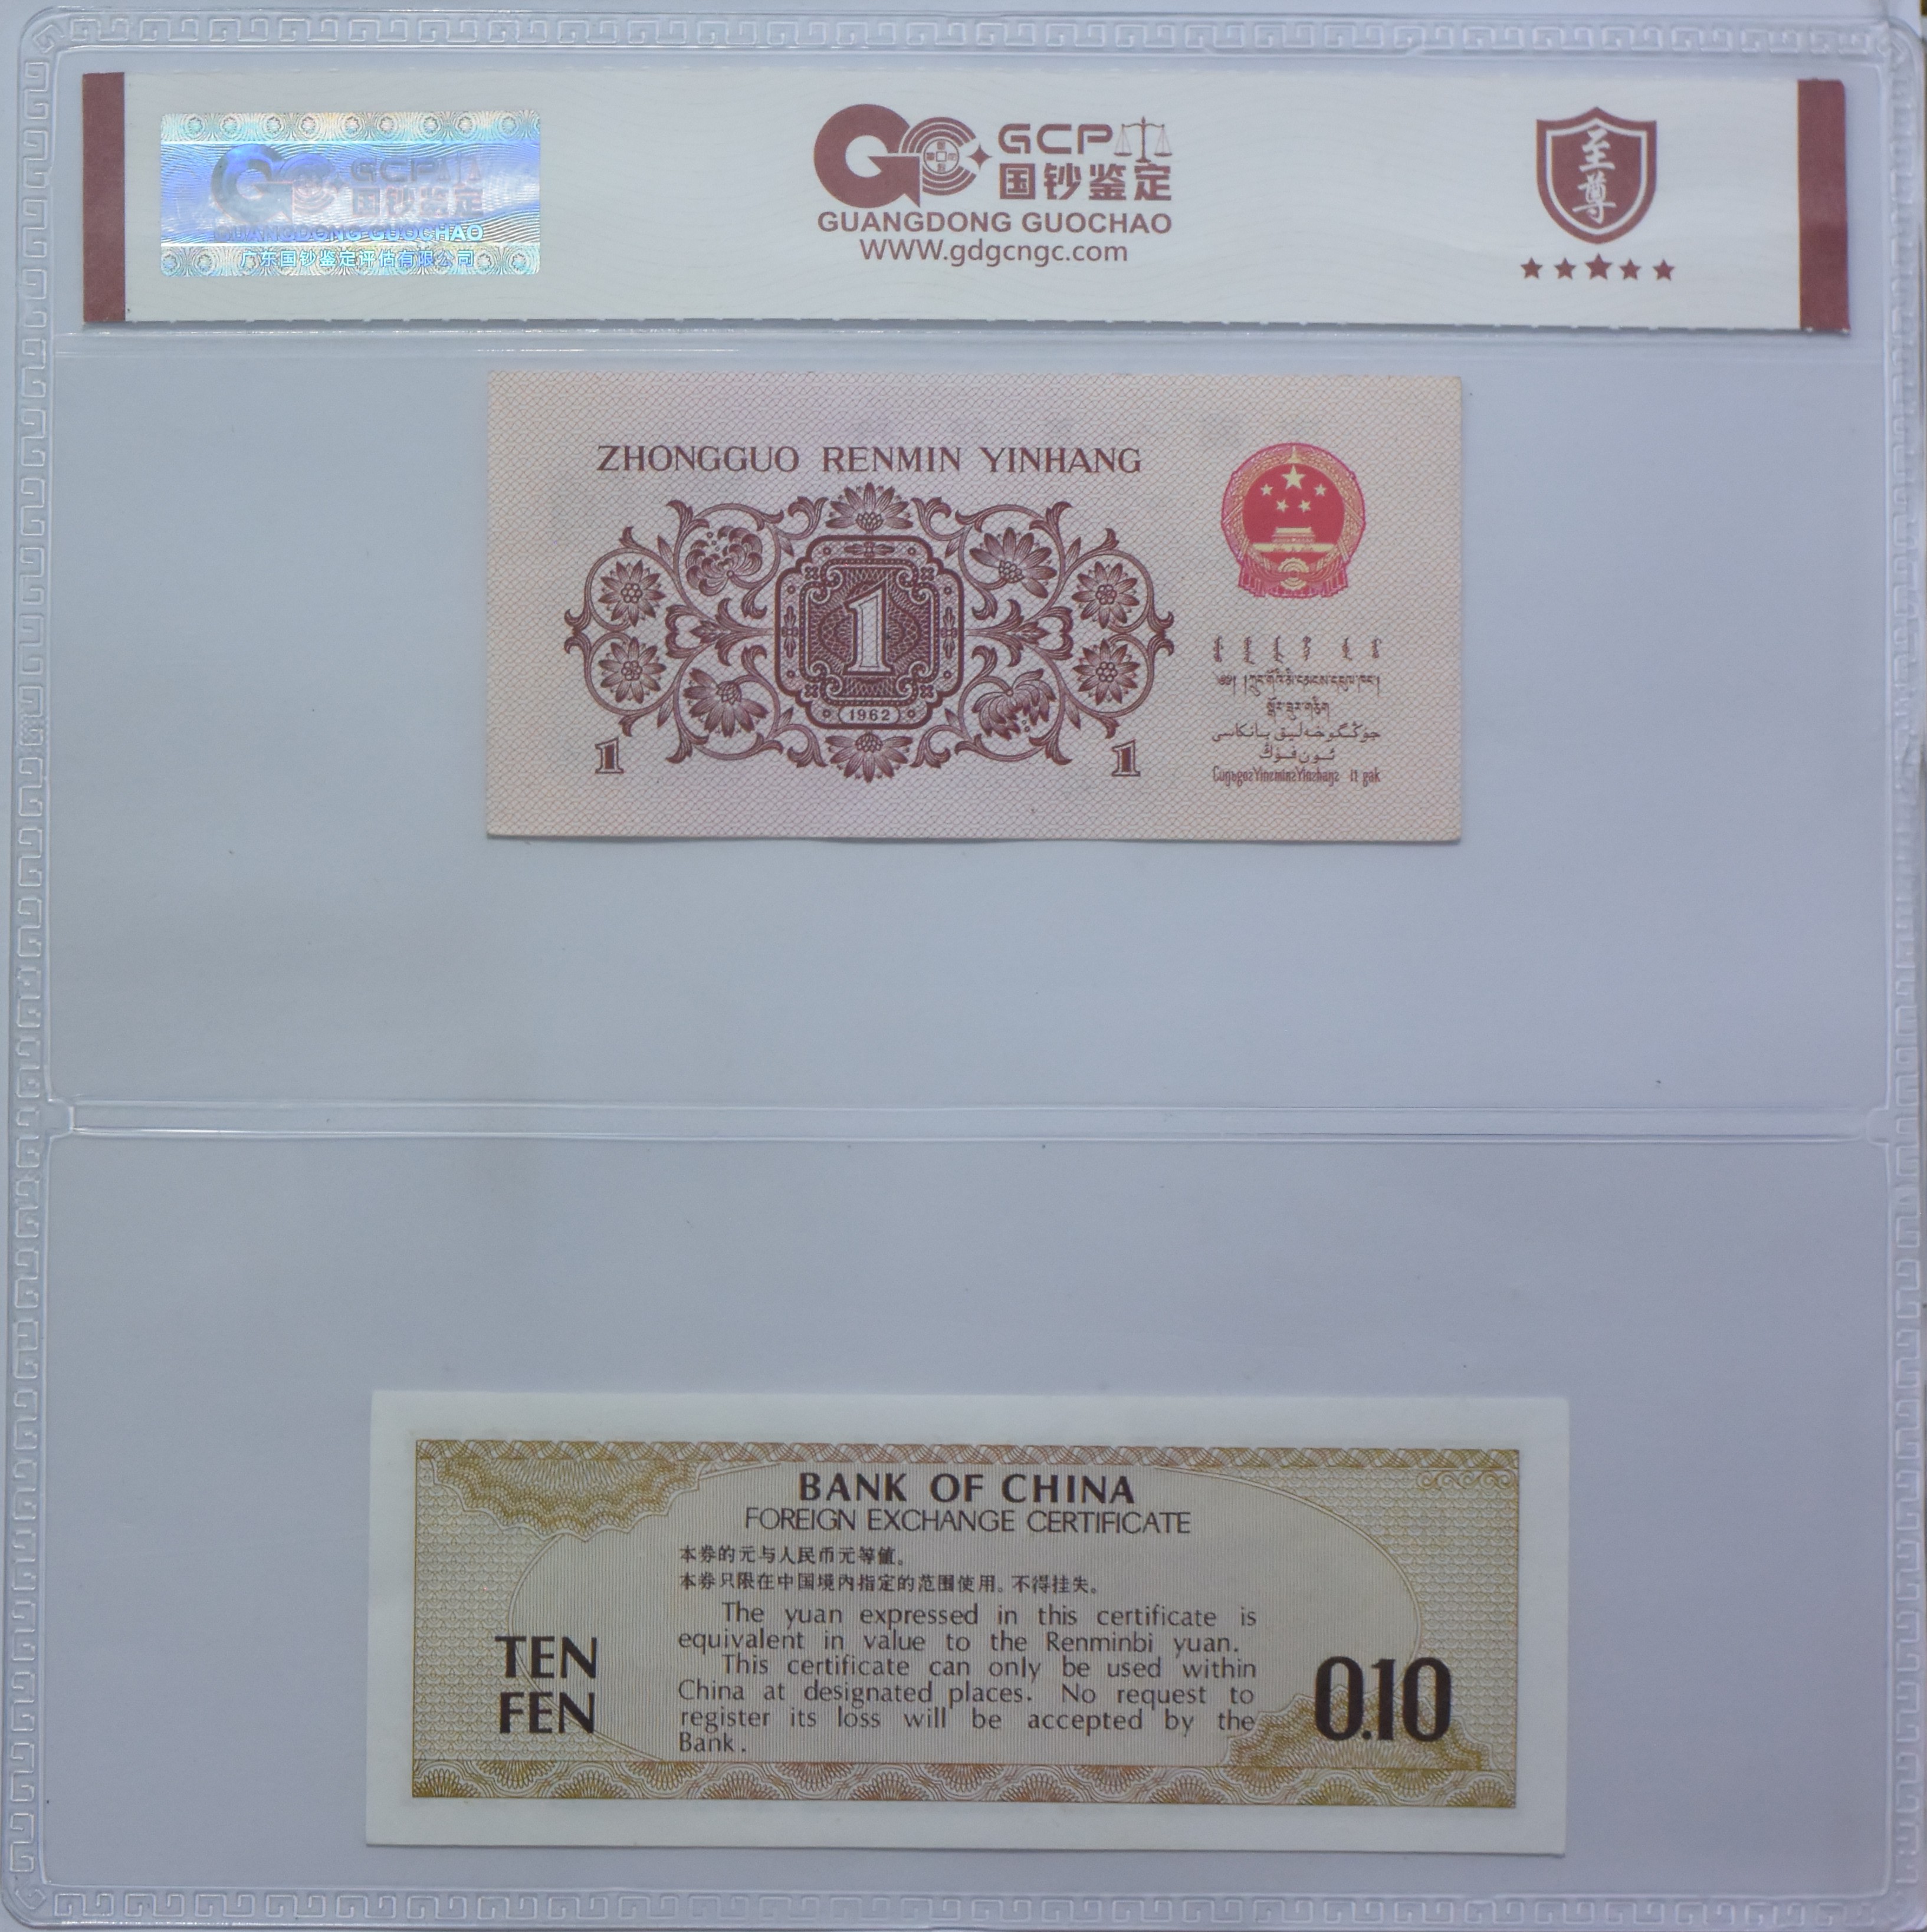 GCP
国钞鉴定
GUANGDONG GUOCHAO
广东国钞鉴定评估有限公司
GCP
国钞鉴定
GUANGDONG GUOCHAO
WWW.gdgcngc.com
至尊
ZHONGGUO RENMIN YINHANG
1
1962
1
1
جۇڭگو خەلىق بانكاسى
ئون فۇڭ
BANK OF CHINA
FOREIGN EXCHANGE CERTIFICATE
本券的元与人民币元等值。
本券只限在中国境内指定的范围使用。不得挂失。
The yuan expressed in this certificate is
equivalent in value to the Renminbi yuan.
This certificate can only be used within
China at designated places. No request to
register its loss will be accepted by the
Bank.
TEN
FEN
0.10